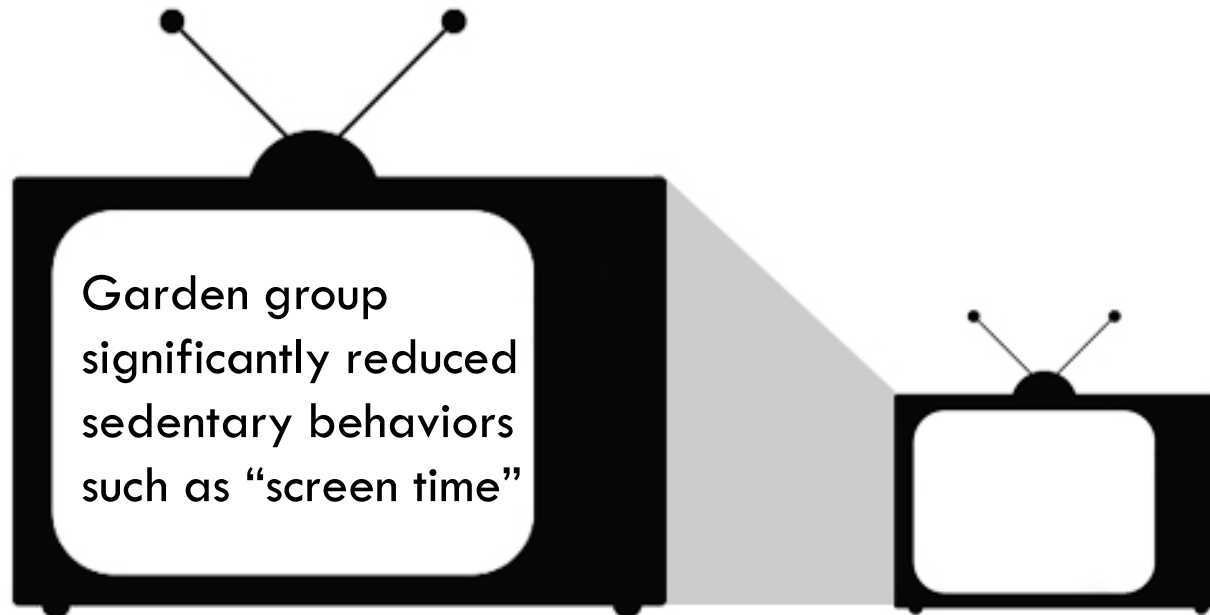 Garden group
significantly reduced
sedentary behaviors
such as “screen time”